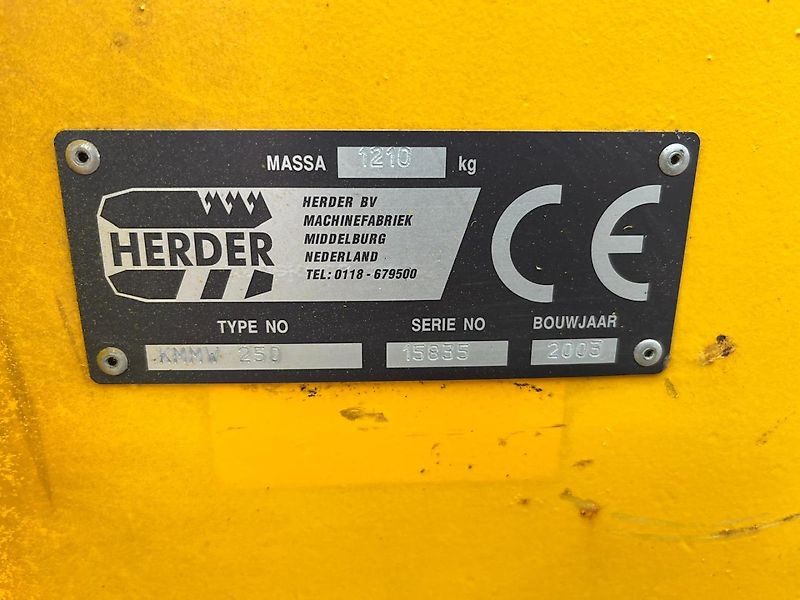 MASSA 1210 kg
HERDER
HERDER BV
MACHINEFABRIEK
MIDDELBURG
NEDERLAND
TEL: 0118 - 679500
CE
TYPE NO SERIE NO BOUWJAAR
KMMW 250 15835 2003